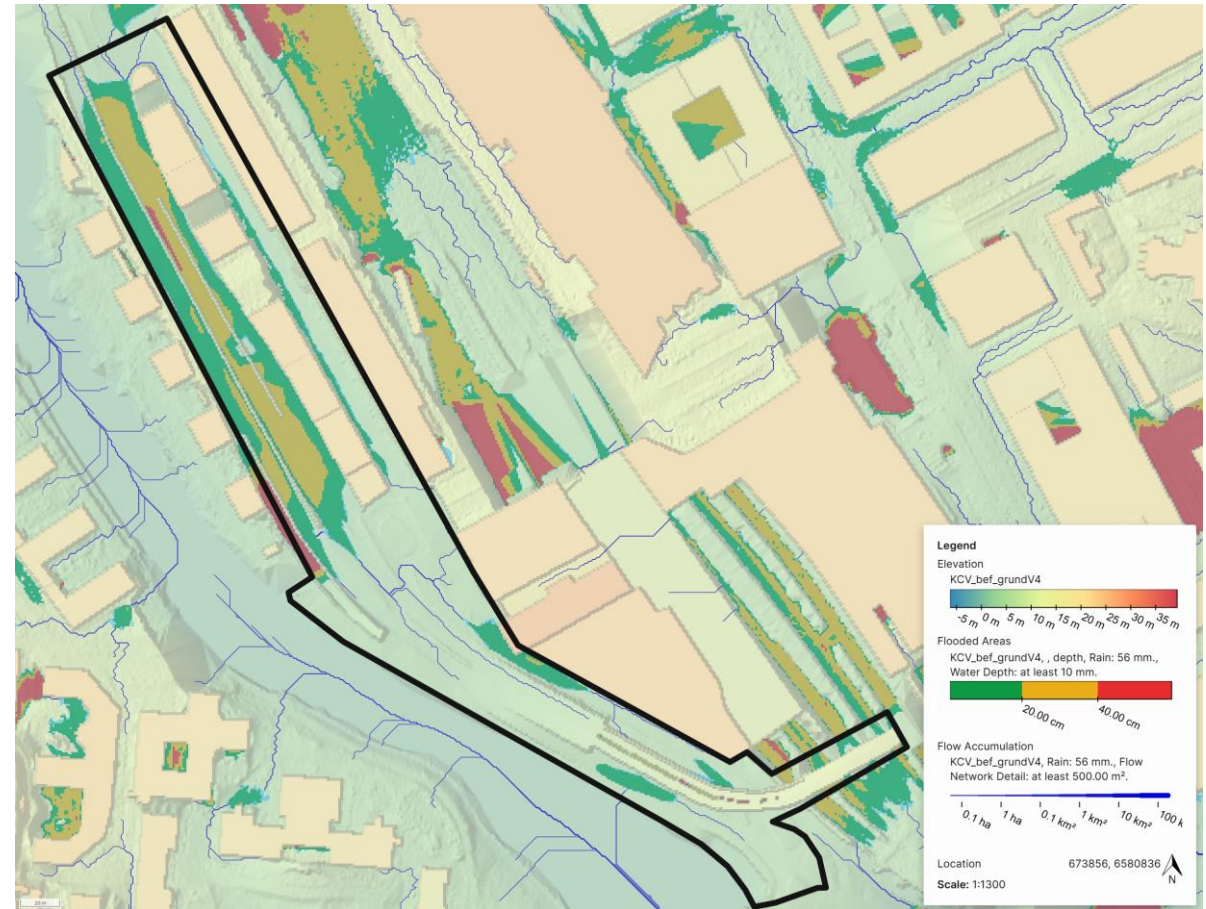 Legend
Elevation
KCV_bef_grundV4
-5 m 0 m 5 m 10 m 15 m 20 m 25 m 30 m 35 m
Flooded Areas
KCV_bef_grundV4, , depth, Rain: 56 mm.,
Water Depth: at least 10 mm.
20.00 cm 40.00 cm
Flow Accumulation
KCV_bef_grundV4, Rain: 56 mm., Flow
Network Detail: at least 500.00 m².
0.1 ha 1 ha 0.1 km² 1 km² 10 km² 100 k
Location 673856, 6580836
N
Scale: 1:1300
20 m